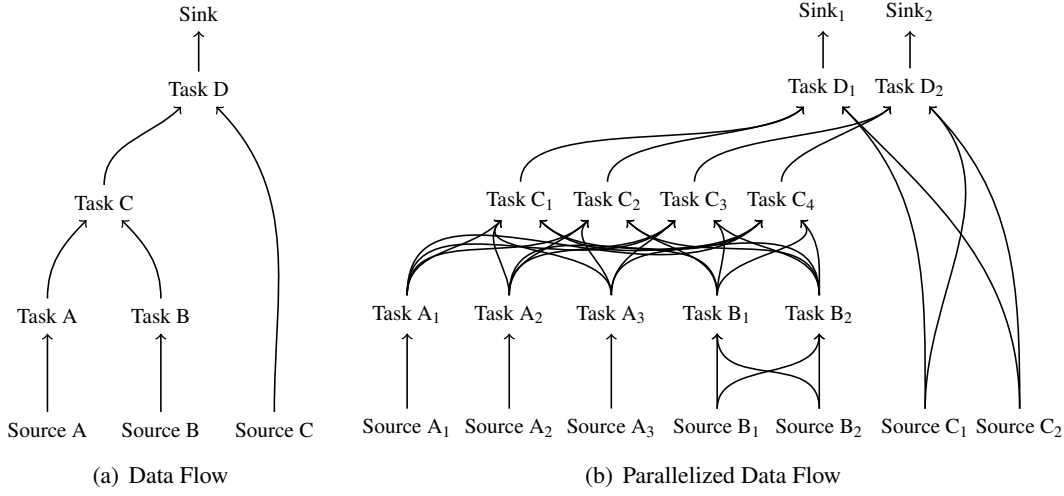 Sink
Task D
Task C
Task A Task B
Source A Source B Source C
(a) Data Flow
Sink₁ Sink₂
Task D₁ Task D₂
Task C₁ Task C₂ Task C₃ Task C₄
Task A₁ Task A₂ Task A₃ Task B₁ Task B₂
Source A₁ Source A₂ Source A₃ Source B₁ Source B₂ Source C₁ Source C₂
(b) Parallelized Data Flow